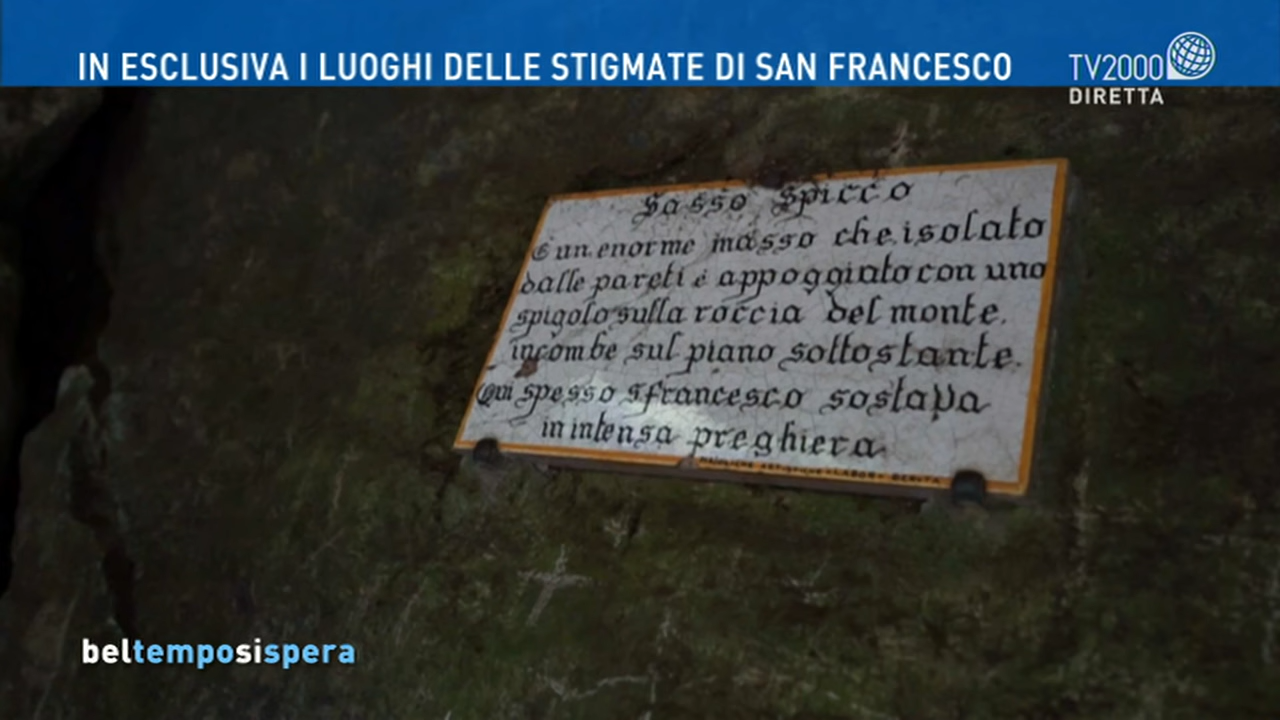 IN ESCLUSIVA I LUOGHI DELLE STIGMATE DI SAN FRANCESCO
TV2000
DIRETTA
Sasso Spicco
È un enorme masso che isolato
dalle pareti è appoggiato con uno
spigolo sulla roccia del monte.
incombe sul piano sottostante.
Qui spesso S francesco sostava
in intensa preghiera
beltemposispera